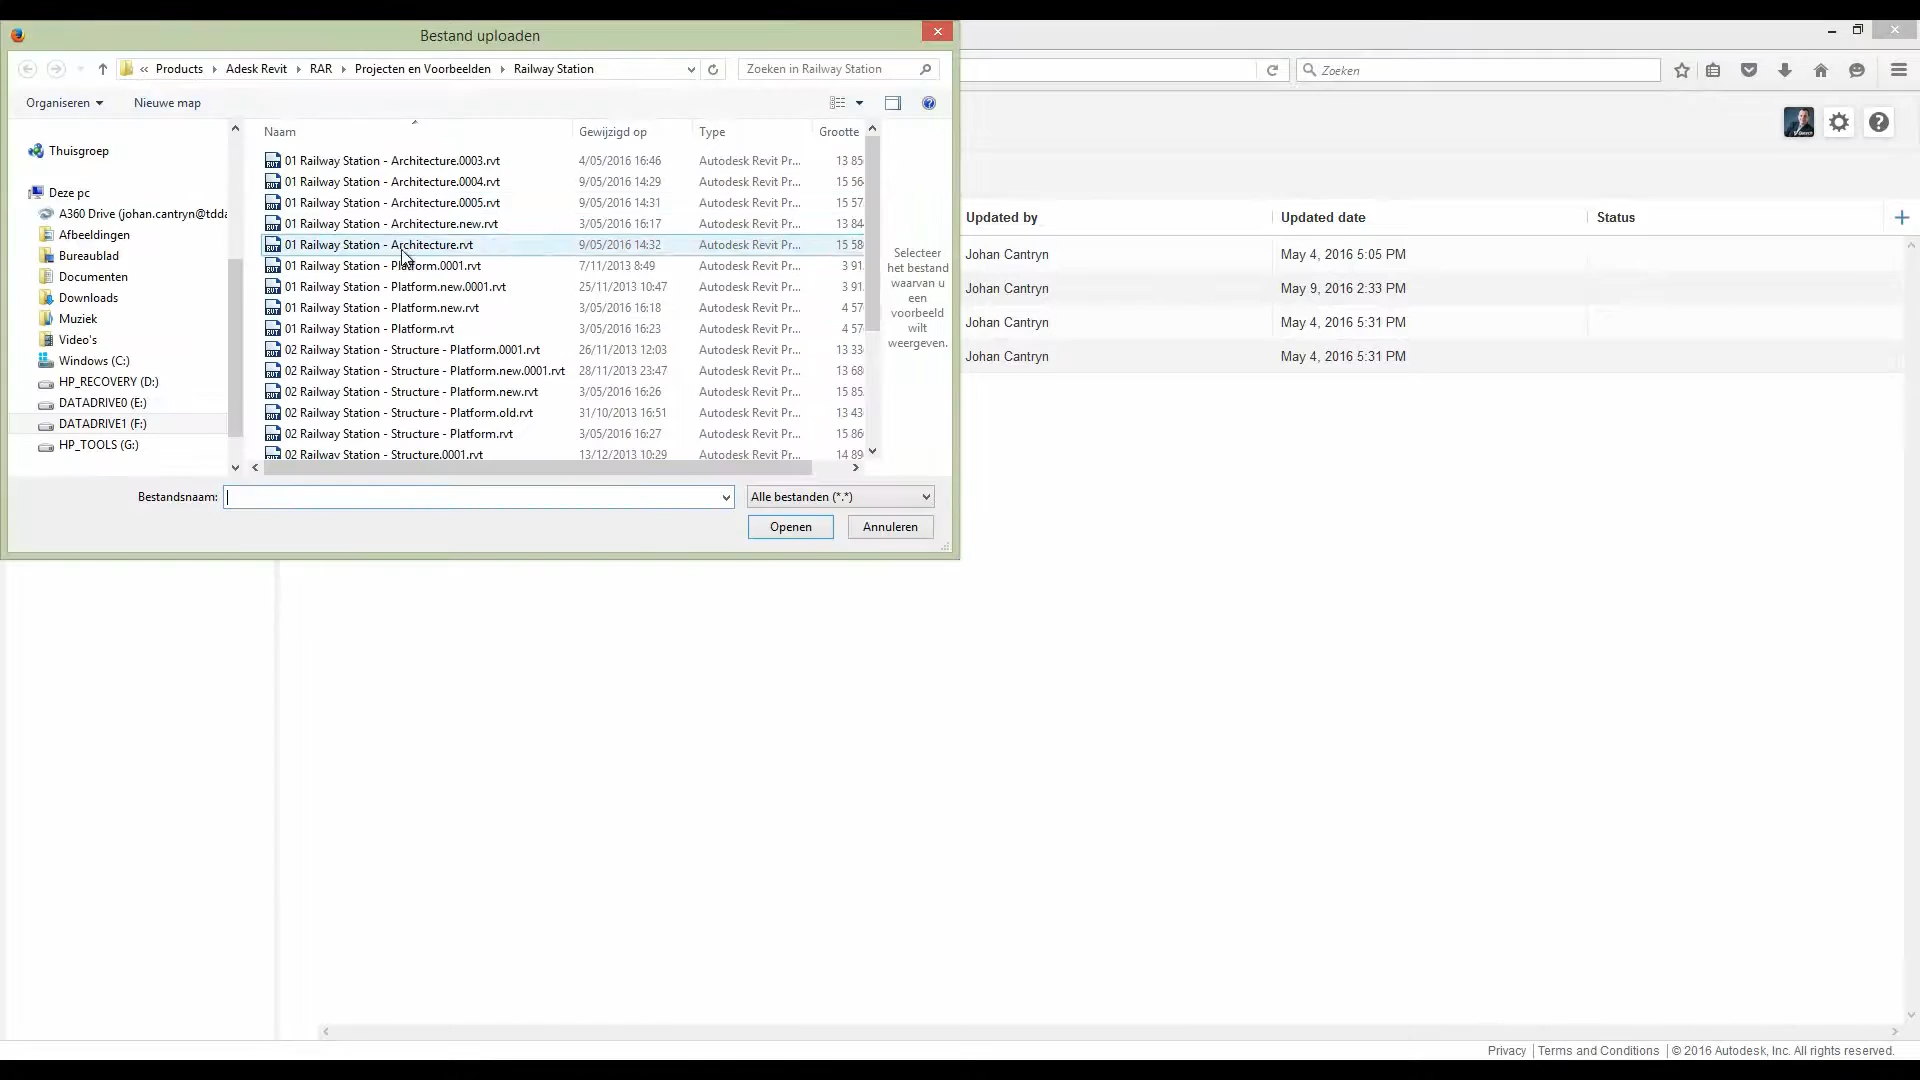 Bestand uploaden
« Products › Adesk Revit › RAR › Projecten en Voorbeelden › Railway Station
Zoeken in Railway Station
Zoeken
Organiseren
Nieuwe map
Thuisgroep
Deze pc
A360 Drive (johan.cantryn@tdda
Afbeeldingen
Bureaublad
Documenten
Downloads
Muziek
Video's
Windows (C:)
HP_RECOVERY (D:)
DATADRIVE0 (E:)
DATADRIVE1 (F:)
HP_TOOLS (G:)
Naam Gewijzigd op Type Grootte
01 Railway Station - Architecture.0003.rvt 4/05/2016 16:46 Autodesk Revit Pr... 13 85
01 Railway Station - Architecture.0004.rvt 9/05/2016 14:29 Autodesk Revit Pr... 15 56
01 Railway Station - Architecture.0005.rvt 9/05/2016 14:31 Autodesk Revit Pr... 15 57
01 Railway Station - Architecture.new.rvt 3/05/2016 16:17 Autodesk Revit Pr... 13 84
01 Railway Station - Architecture.rvt 9/05/2016 14:32 Autodesk Revit Pr... 15 58
01 Railway Station - Platform.0001.rvt 7/11/2013 8:49 Autodesk Revit Pr... 3 91
01 Railway Station - Platform.new.0001.rvt 25/11/2013 10:47 Autodesk Revit Pr... 3 91
01 Railway Station - Platform.new.rvt 3/05/2016 16:18 Autodesk Revit Pr... 4 57
01 Railway Station - Platform.rvt 3/05/2016 16:23 Autodesk Revit Pr... 4 57
02 Railway Station - Structure - Platform.0001.rvt 26/11/2013 12:03 Autodesk Revit Pr... 13 33
02 Railway Station - Structure - Platform.new.0001.rvt 28/11/2013 23:47 Autodesk Revit Pr... 13 68
02 Railway Station - Structure - Platform.new.rvt 3/05/2016 16:26 Autodesk Revit Pr... 15 85
02 Railway Station - Structure - Platform.old.rvt 31/10/2013 16:51 Autodesk Revit Pr... 13 43
02 Railway Station - Structure - Platform.rvt 3/05/2016 16:27 Autodesk Revit Pr... 15 86
02 Railway Station - Structure.0001.rvt 13/12/2013 10:29 Autodesk Revit Pr... 14 89
Selecteer
het bestand
waarvan u
een
voorbeeld
wilt
weergeven.
Bestandsnaam:
Alle bestanden (*.*)
Openen
Annuleren
Updated by Updated date Status
Johan Cantryn May 4, 2016 5:05 PM
Johan Cantryn May 9, 2016 2:33 PM
Johan Cantryn May 4, 2016 5:31 PM
Johan Cantryn May 4, 2016 5:31 PM
Privacy | Terms and Conditions | © 2016 Autodesk, Inc. All rights reserved.